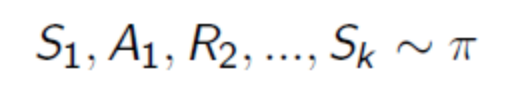 S₁, A₁, R₂, ..., Sₖ ∼ π